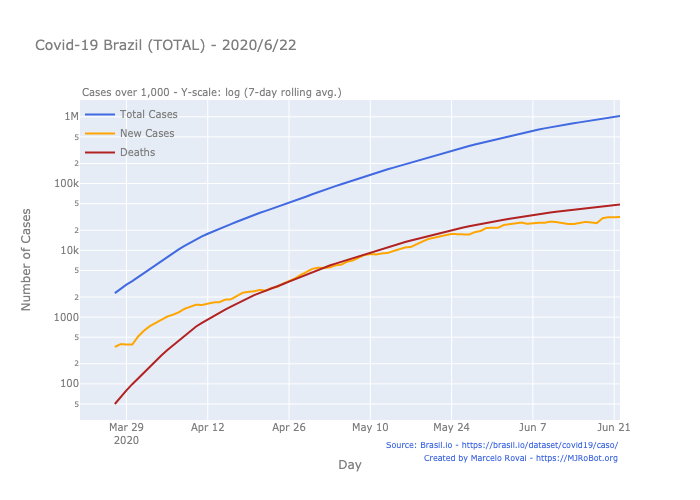 Covid-19 Brazil (TOTAL) - 2020/6/22
Cases over 1,000 - Y-scale: log (7-day rolling avg.)
Total Cases
New Cases
Deaths
1M
5
2
100k
5
2
10k
5
2
1000
5
2
100
5
Number of Cases
Mar 29
2020
Apr 12
Apr 26
May 10
May 24
Jun 7
Jun 21
Day
Source: Brasil.io - https://brasil.io/dataset/covid19/caso/
Created by Marcelo Rovai - https://MJRoBot.org